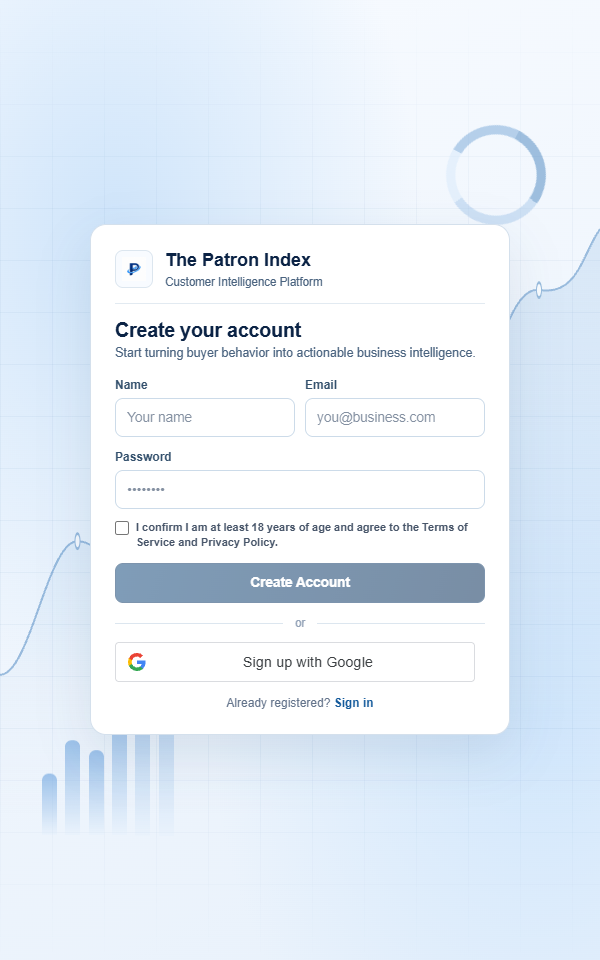 P
The Patron Index
Customer Intelligence Platform
Create your account
Start turning buyer behavior into actionable business intelligence.
Name
Email
Your name
you@business.com
Password
••••••••
I confirm I am at least 18 years of age and agree to the Terms of
Service and Privacy Policy.
Create Account
or
Sign up with Google
Already registered? Sign in